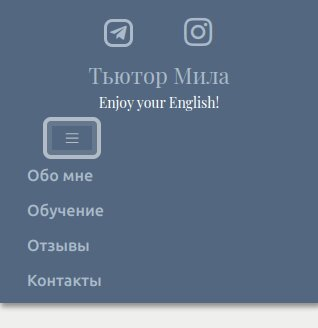 Тьютор Мила
Enjoy your English!
Обо мне
Обучение
Отзывы
Контакты